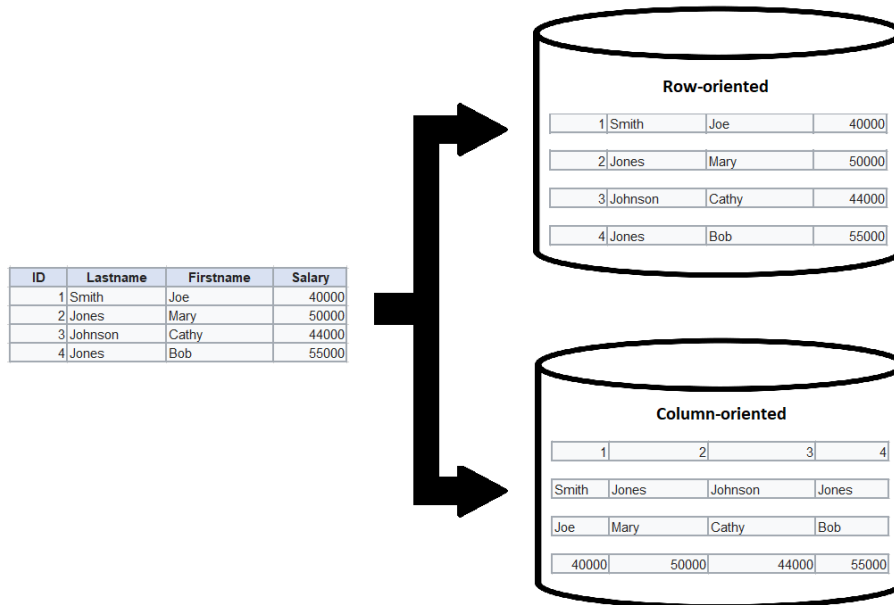 ID Lastname Firstname Salary
1 Smith Joe 40000
2 Jones Mary 50000
3 Johnson Cathy 44000
4 Jones Bob 55000
Row-oriented
1 Smith Joe 40000
2 Jones Mary 50000
3 Johnson Cathy 44000
4 Jones Bob 55000
Column-oriented
1 2 3 4
Smith Jones Johnson Jones
Joe Mary Cathy Bob
40000 50000 44000 55000